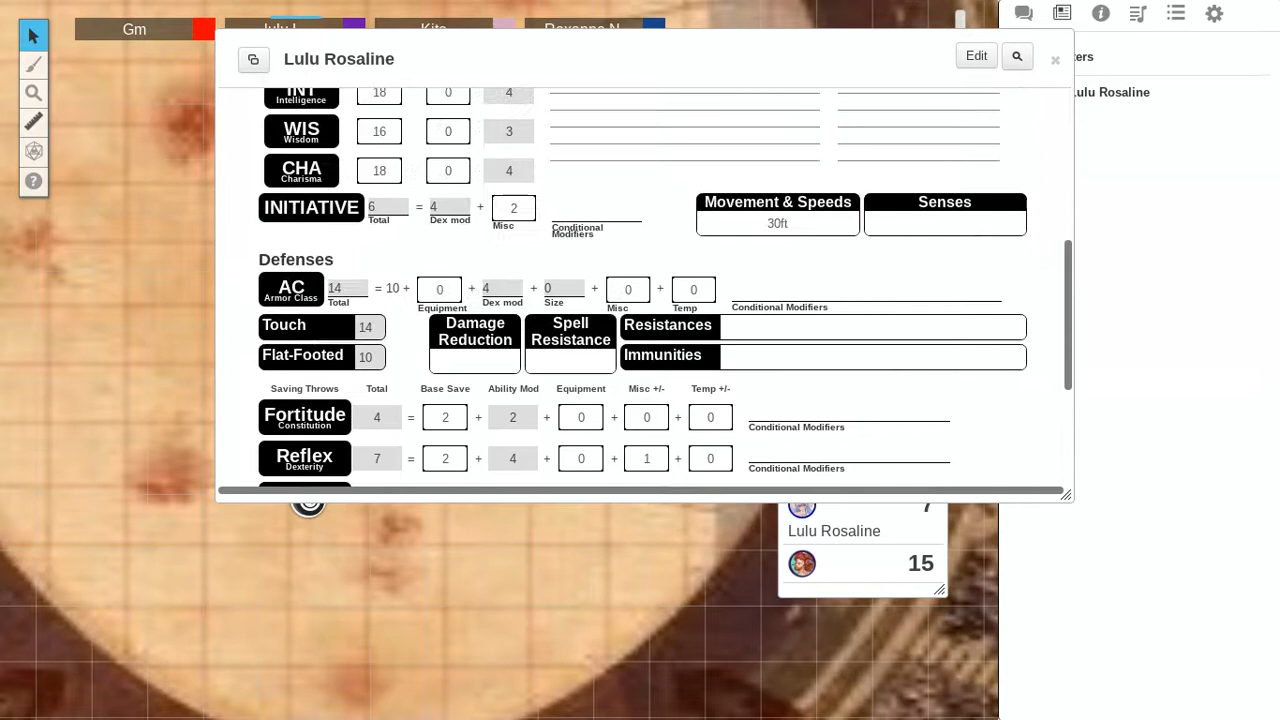 Gm
Lulu L
Kite
Roxanne N
Lulu Rosaline
Edit
×
Lulu Rosaline
INT 18 0 4
Intelligence
WIS 16 0 3
Wisdom
CHA 18 0 4
Charisma
INITIATIVE 6 = 4 + 2
Total Dex mod Misc Conditional Modifiers
Movement & Speeds Senses
30ft
Defenses
AC 14 = 10 + 0 + 4 + 0 + 0 + 0
Armor Class Total Equipment Dex mod Size Misc Temp Conditional Modifiers
Touch 14
Damage Reduction
Spell Resistance
Resistances
Flat-Footed 10
Immunities
Saving Throws Total Base Save Ability Mod Equipment Misc +/- Temp +/-
Fortitude 4 = 2 + 2 + 0 + 0 + 0
Constitution Conditional Modifiers
Reflex 7 = 2 + 4 + 0 + 1 + 0
Dexterity Conditional Modifiers
7
Lulu Rosaline
15